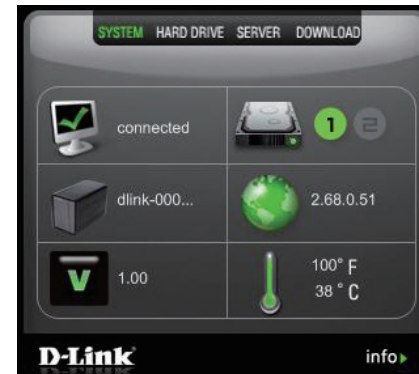 SYSTEM HARD DRIVE SERVER DOWNLOAD
connected
1 2
dlink-000...
2.68.0.51
V 1.00
100° F
38 ° C
D-Link
info